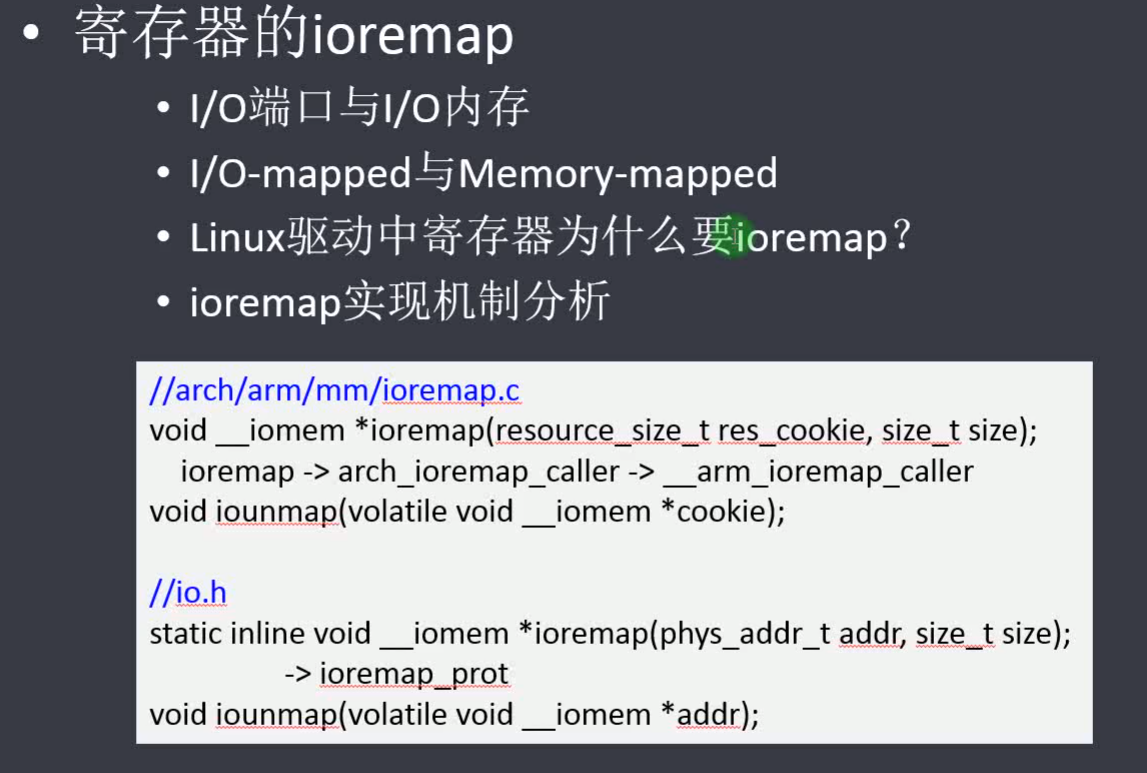 • 寄存器的ioremap
• I/O端口与I/O内存
• I/O-mapped与Memory-mapped
• Linux驱动中寄存器为什么要ioremap？
• ioremap实现机制分析
//arch/arm/mm/ioremap.c
void __iomem *ioremap(resource_size_t res_cookie, size_t size);
ioremap -> arch_ioremap_caller -> __arm_ioremap_caller
void iounmap(volatile void __iomem *cookie);
//io.h
static inline void __iomem *ioremap(phys_addr_t addr, size_t size);
-> ioremap_prot
void iounmap(volatile void __iomem *addr);